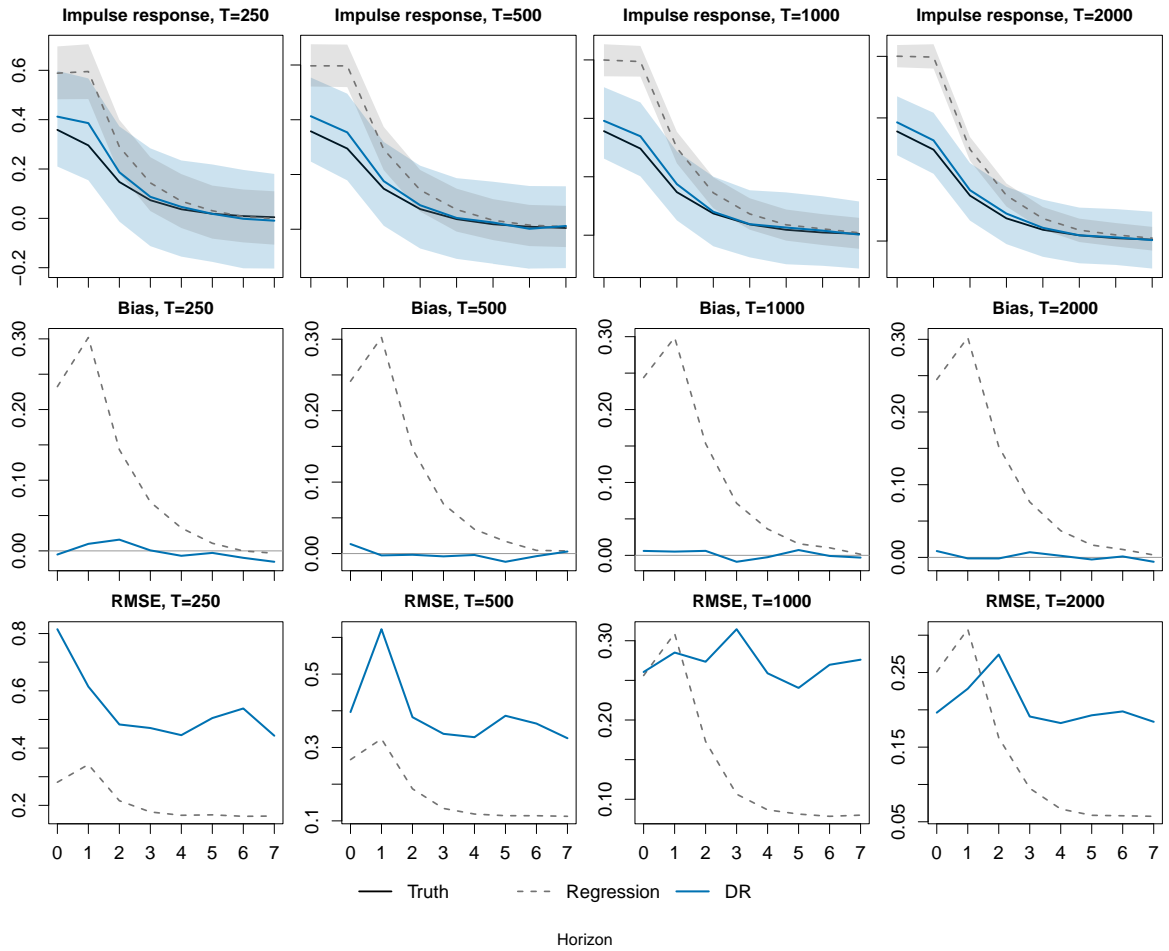 Impulse response, T=250 Impulse response, T=500 Impulse response, T=1000 Impulse response, T=2000
0.6
0.4
0.2
0.0
−0.2
Bias, T=250 Bias, T=500 Bias, T=1000 Bias, T=2000
0.30 0.30 0.30 0.30
0.20 0.20 0.20 0.20
0.10 0.10 0.10 0.10
0.00 0.00 0.00 0.00
RMSE, T=250 RMSE, T=500 RMSE, T=1000 RMSE, T=2000
0.8 0.5 0.30 0.25
0.6 0.3 0.20 0.15
0.4 0.1 0.10 0.05
0.2
0 1 2 3 4 5 6 7 0 1 2 3 4 5 6 7 0 1 2 3 4 5 6 7 0 1 2 3 4 5 6 7
Truth Regression DR
Horizon